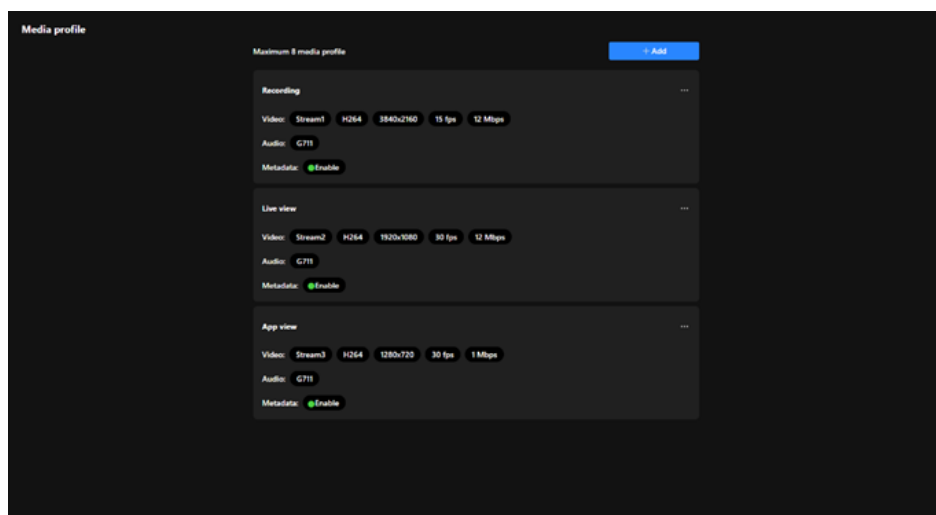 Media profile
Maximum 8 media profile
+ Add
Recording
...
Video: Stream1 H264 3840x2160 15 fps 12 Mbps
Audio: G711
Metadata: Enable
Live view
...
Video: Stream2 H264 1920x1080 30 fps 12 Mbps
Audio: G711
Metadata: Enable
App view
...
Video: Stream3 H264 1280x720 30 fps 1 Mbps
Audio: G711
Metadata: Enable